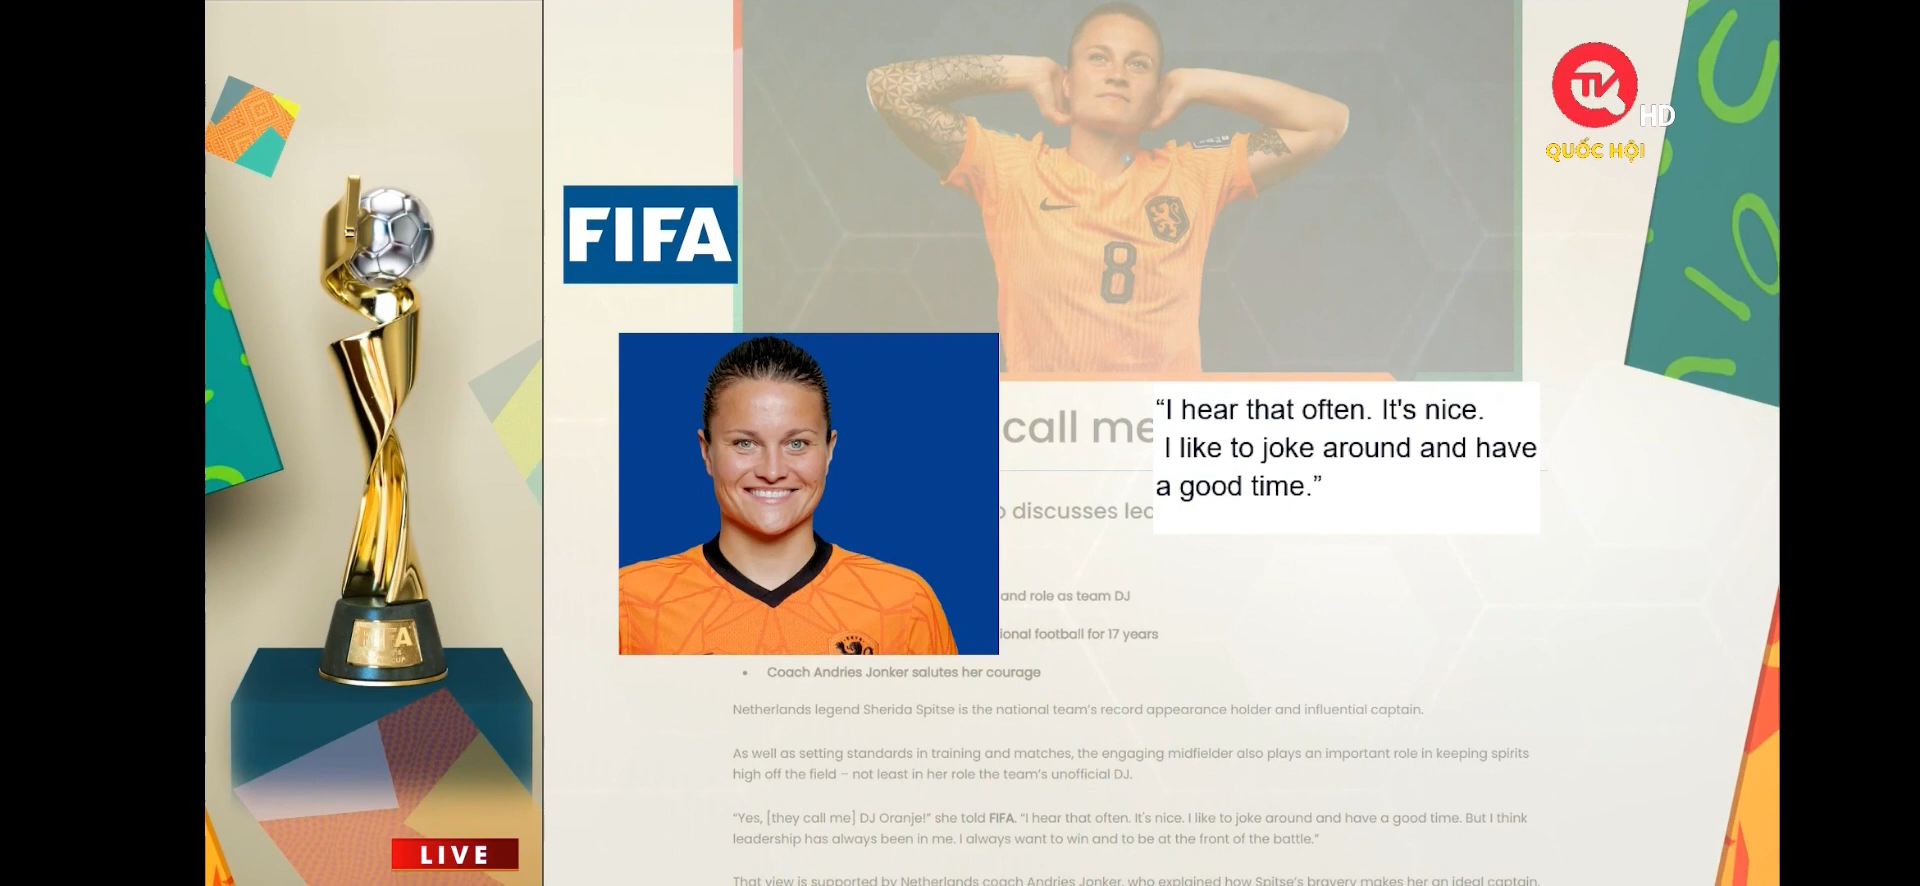 TV
HD
QUỐC HỘI
FIFA
8
call me
“I hear that often. It's nice.
I like to joke around and have
a good time.”
discusses
and role as team DJ
football for 17 years
• Coach Andries Jonker salutes her courage
Netherlands legend Sherida Spitse is the national team’s record appearance holder and influential captain.
As well as setting standards in training and matches, the engaging midfielder also plays an important role in keeping spirits
high off the field – not least in her role the team’s unofficial DJ.
“Yes, [they call me] DJ Oranje!” she told FIFA. “I hear that often. It's nice. I like to joke around and have a good time. But I think
leadership has always been in me. I always want to win and to be at the front of the battle.”
That view is supported by Netherlands coach Andries Jonker, who explained how Spitse’s bravery makes her an ideal captain.
FIFA
LIVE